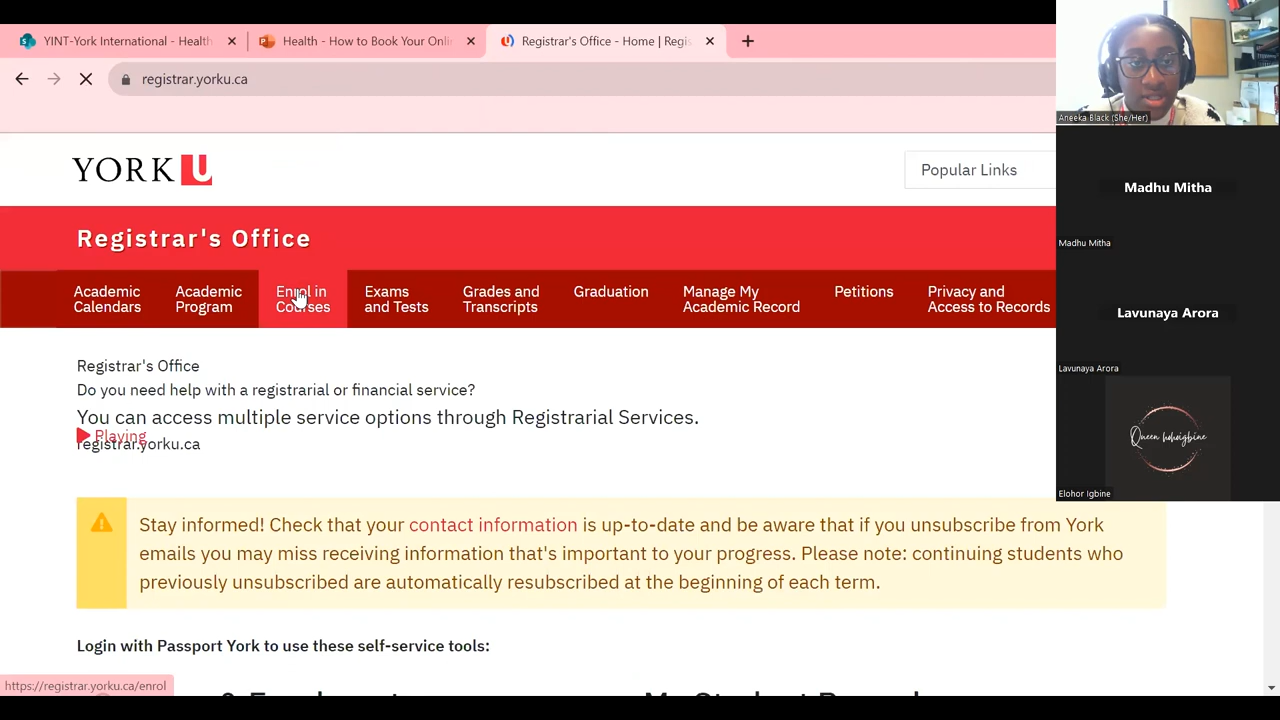 YINT-York International - Health
Health - How to Book Your Onli
Registrar's Office - Home | Regis
registrar.yorku.ca
YORK U
Popular Links
Registrar's Office
Academic Calendars
Academic Program
Enrol in Courses
Exams and Tests
Grades and Transcripts
Graduation
Manage My Academic Record
Petitions
Privacy and Access to Records
Registrar's Office
Do you need help with a registrarial or financial service?
You can access multiple service options through Registrarial Services.
Playing
registrar.yorku.ca
Stay informed! Check that your contact information is up-to-date and be aware that if you unsubscribe from York
emails you may miss receiving information that's important to your progress. Please note: continuing students who
previously unsubscribed are automatically resubscribed at the beginning of each term.
Login with Passport York to use these self-service tools:
My Student
https://registrar.yorku.ca/enrol
Aneeka Black (She/Her)
Madhu Mitha
Madhu Mitha
Lavunaya Arora
Lavunaya Arora
Queen hohoigbine
Elohor Igbine